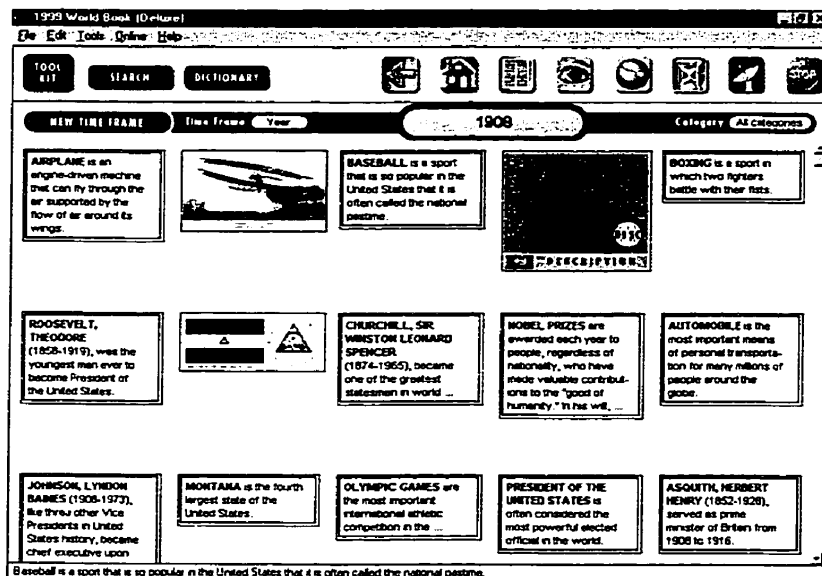 1999 World Book (Deluxe)
File Edit Tools Online Help
TOOL
KIT
SEARCH
DICTIONARY
STOP
NEW TIME FRAME
Time Frame
Year
1908
Category
All categories
AIRPLANE is an
engine-driven machine
that can fly through the
air supported by the
flow of air around its
wings.
BASEBALL is a sport
that is so popular in the
United States that it is
often called the national
pastime.
DISC
DESCRIPTION
BOXING is a sport in
which two fighters
battle with their fists.
ROOSEVELT,
THEODORE
(1858-1919), was the
youngest man ever to
become President of
the United States.
CHURCHILL, SIR
WINSTON LEONARD
SPENCER
(1874-1965), became
one of the greatest
statesmen in world ...
NOBEL PRIZES are
awarded each year to
people, regardless of
nationality, who have
made valuable contribut-
ions to the "good of
humanity." In his will, ...
AUTOMOBILE is the
most important means
of personal transporta-
tion for many millions of
people around the
globe.
JOHNSON, LYNDON
BAINES (1908-1973),
like three other Vice
Presidents in United
States history, became
chief executive upon
MONTANA is the fourth
largest state of the
United States.
OLYMPIC GAMES are
the most important
international athletic
competition in the ...
PRESIDENT OF THE
UNITED STATES is
often considered the
most powerful elected
official in the world.
ASQUITH, HERBERT
HENRY (1852-1928),
served as prime
minister of Britain from
1908 to 1916.
Baseball is a sport that is so popular in the United States that it is often called the national pastime.